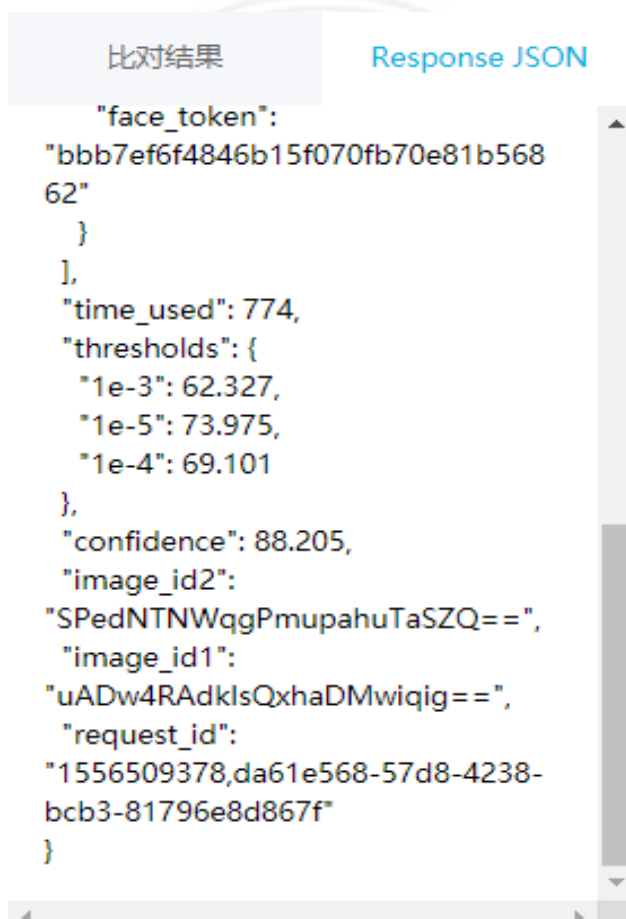 比对结果 Response JSON
"face_token":
"bbb7ef6f4846b15f070fb70e81b568
62"
}
],
"time_used": 774,
"thresholds": {
"1e-3": 62.327,
"1e-5": 73.975,
"1e-4": 69.101
},
"confidence": 88.205,
"image_id2":
"SPedNTNWqgPmupahuTaSZQ==",
"image_id1":
"uADw4RAdklsQxhaDMwiqig==",
"request_id":
"1556509378,da61e568-57d8-4238-
bcb3-81796e8d867f"
}